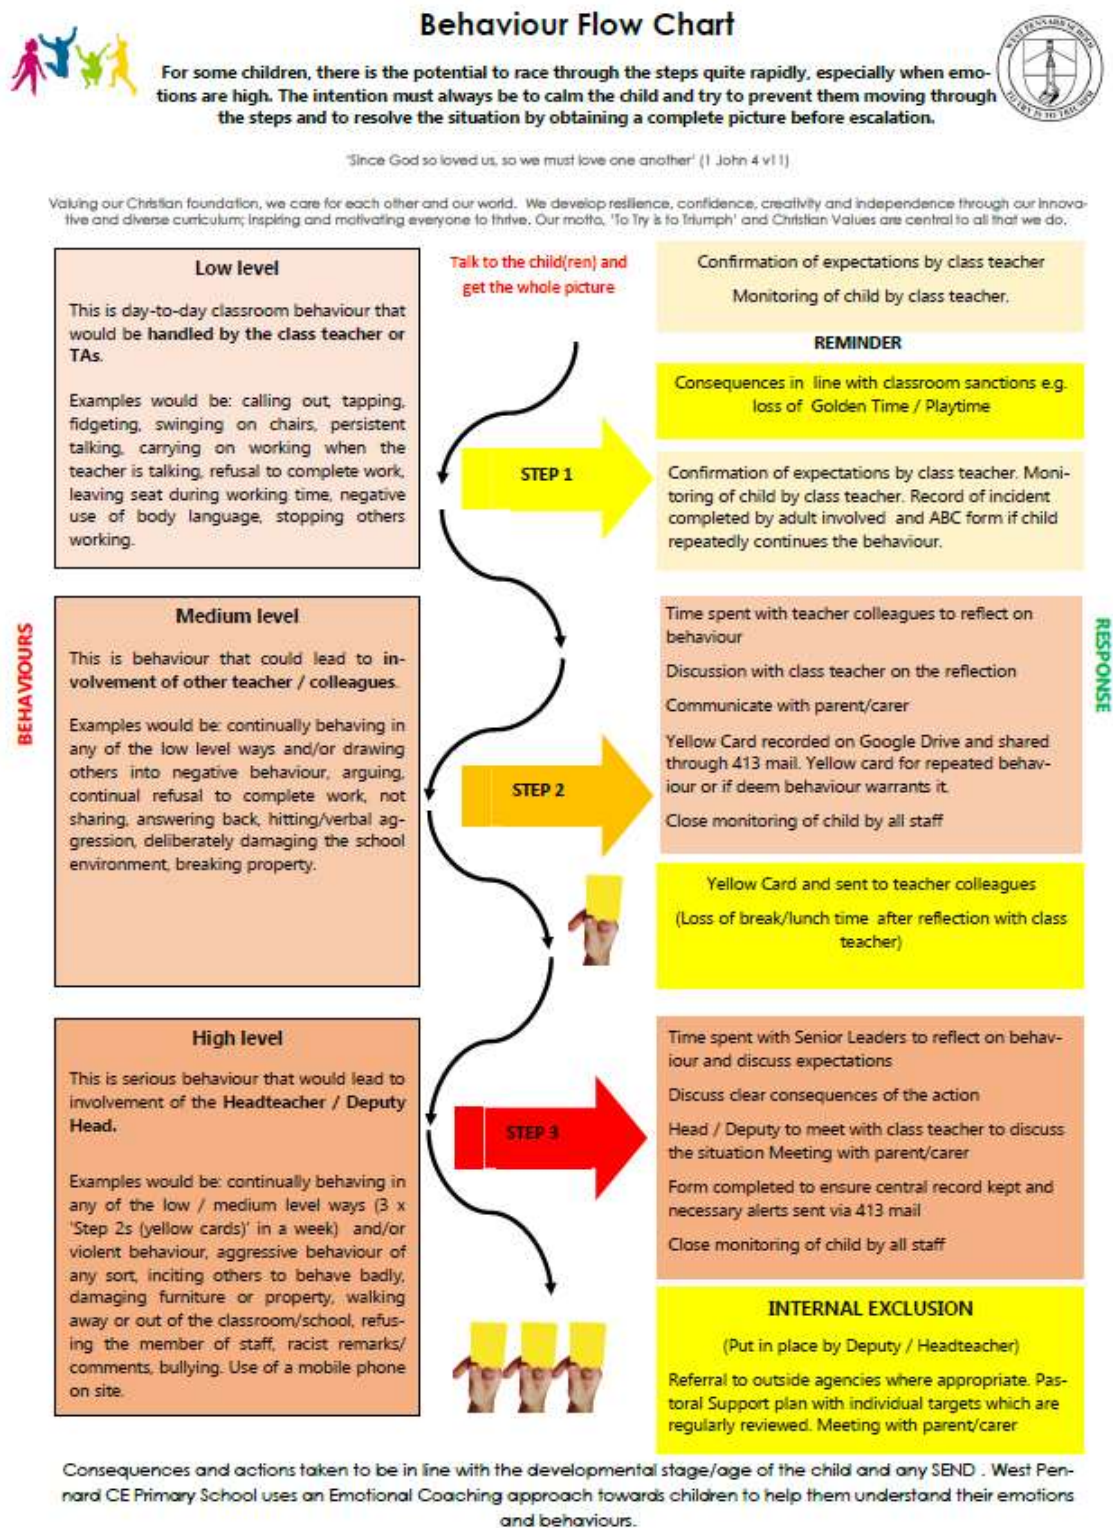 Behaviour Flow Chart
For some children, there is the potential to race through the steps quite rapidly, especially when emo-
tions are high. The intention must always be to calm the child and try to prevent them moving through
the steps and to resolve the situation by obtaining a complete picture before escalation.
WEST PENNARD SCHOOL
TO TRY IS TO TRIUMPH
'Since God so loved us, so we must love one another' (1 John 4 v11)
Valuing our Christian foundation, we care for each other and our world. We develop resilience, confidence, creativity and independence through our innova-
tive and diverse curriculum; inspiring and motivating everyone to thrive. Our motto, 'To Try is to Triumph' and Christian Values are central to all that we do.
BEHAVIOURS
Low level
This is day-to-day classroom behaviour that
would be handled by the class teacher or
TAs.
Examples would be: calling out, tapping,
fidgeting, swinging on chairs, persistent
talking, carrying on working when the
teacher is talking, refusal to complete work,
leaving seat during working time, negative
use of body language, stopping others
working.
Talk to the child(ren) and
get the whole picture
STEP 1
Confirmation of expectations by class teacher
Monitoring of child by class teacher.
REMINDER
Consequences in line with classroom sanctions e.g.
loss of Golden Time / Playtime
Confirmation of expectations by class teacher. Moni-
toring of child by class teacher. Record of incident
completed by adult involved and ABC form if child
repeatedly continues the behaviour.
Medium level
This is behaviour that could lead to in-
volvement of other teacher / colleagues.
Examples would be: continually behaving in
any of the low level ways and/or drawing
others into negative behaviour, arguing,
continual refusal to complete work, not
sharing, answering back, hitting/verbal ag-
gression, deliberately damaging the school
environment, breaking property.
STEP 2
Time spent with teacher colleagues to reflect on
behaviour
Discussion with class teacher on the reflection
Communicate with parent/carer
Yellow Card recorded on Google Drive and shared
through 413 mail. Yellow card for repeated behav-
iour or if deem behaviour warrants it.
Close monitoring of child by all staff
Yellow Card and sent to teacher colleagues
(Loss of break/lunch time after reflection with class
teacher)
RESPONSE
High level
This is serious behaviour that would lead to
involvement of the Headteacher / Deputy
Head.
Examples would be: continually behaving in
any of the low / medium level ways (3 x
'Step 2s (yellow cards)' in a week) and/or
violent behaviour, aggressive behaviour of
any sort, inciting others to behave badly,
damaging furniture or property, walking
away or out of the classroom/school, refus-
ing the member of staff, racist remarks/
comments, bullying. Use of a mobile phone
on site.
STEP 3
Time spent with Senior Leaders to reflect on behav-
iour and discuss expectations
Discuss clear consequences of the action
Head / Deputy to meet with class teacher to discuss
the situation Meeting with parent/carer
Form completed to ensure central record kept and
necessary alerts sent via 413 mail
Close monitoring of child by all staff
INTERNAL EXCLUSION
(Put in place by Deputy / Headteacher)
Referral to outside agencies where appropriate. Pas-
toral Support plan with individual targets which are
regularly reviewed. Meeting with parent/carer
Consequences and actions taken to be in line with the developmental stage/age of the child and any SEND . West Pen-
nard CE Primary School uses an Emotional Coaching approach towards children to help them understand their emotions
and behaviours.